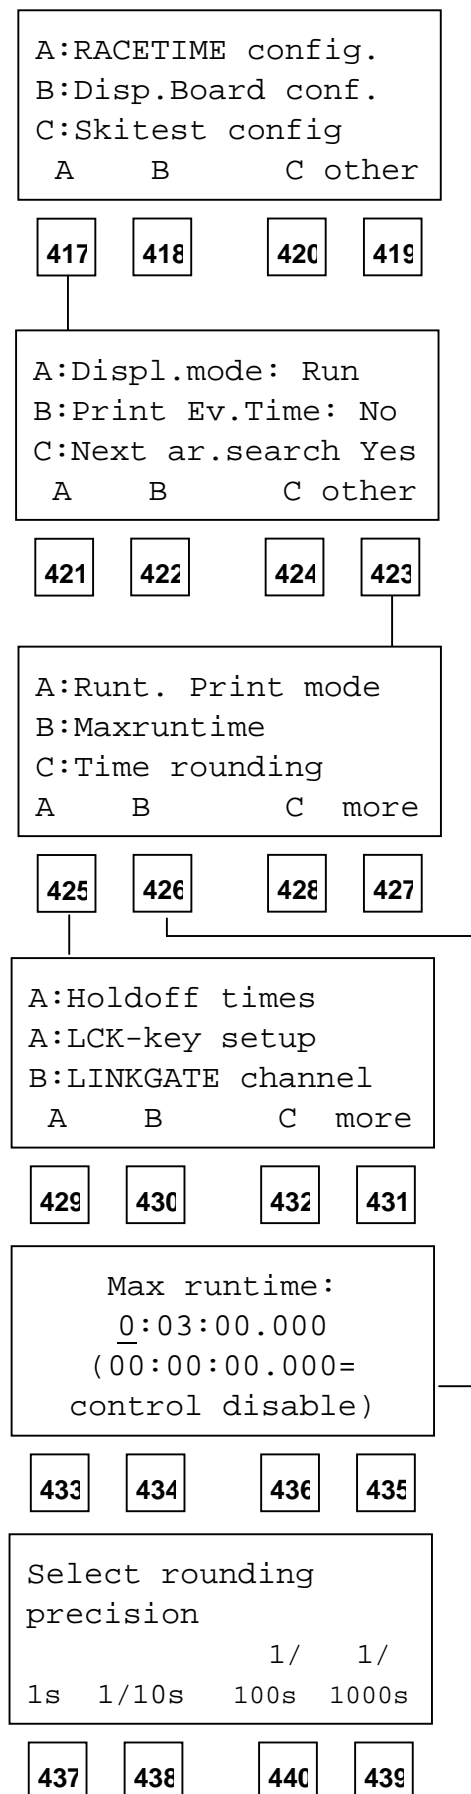 A:RACETIME config.
B:Disp.Board conf.
C:Skitest config
A B C other
417 418 420 419
A:Displ.mode: Run
B:Print Ev.Time: No
C:Next ar.search Yes
A B C other
421 422 424 423
A:Runt. Print mode
B:Maxruntime
C:Time rounding
A B C more
425 426 428 427
A:Holdoff times
A:LCK-key setup
B:LINKGATE channel
A B C more
429 430 432 431
Max runtime:
0:03:00.000
(00:00:00.000=
control disable)
433 434 436 435
Select rounding
precision
1/ 1/
1s 1/10s 100s 1000s
437 438 440 439